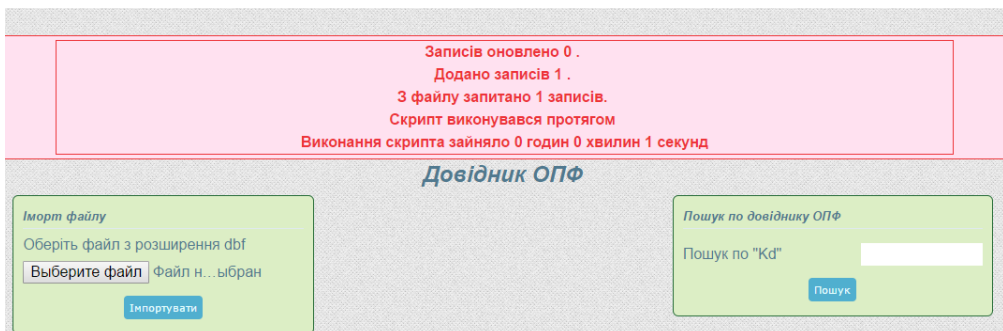 Записів оновлено 0 .
Додано записів 1 .
З файлу запитано 1 записів.
Скрипт виконувався протягом
Виконання скрипта зайняло 0 годин 0 хвилин 1 секунд
Довідник ОПФ
Іморт файлу
Оберіть файл з розширення dbf
Выберите файл Файл н...ыбран
Імпортувати
Пошук по довіднику ОПФ
Пошук по "Kd"
Пошук